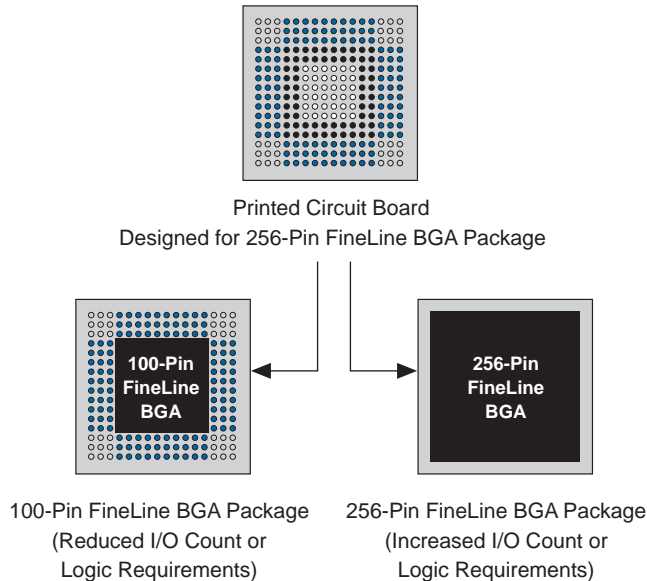 Printed Circuit Board
Designed for 256-Pin FineLine BGA Package
100-Pin
FineLine
BGA
256-Pin
FineLine
BGA
100-Pin FineLine BGA Package
(Reduced I/O Count or
Logic Requirements)
256-Pin FineLine BGA Package
(Increased I/O Count or
Logic Requirements)